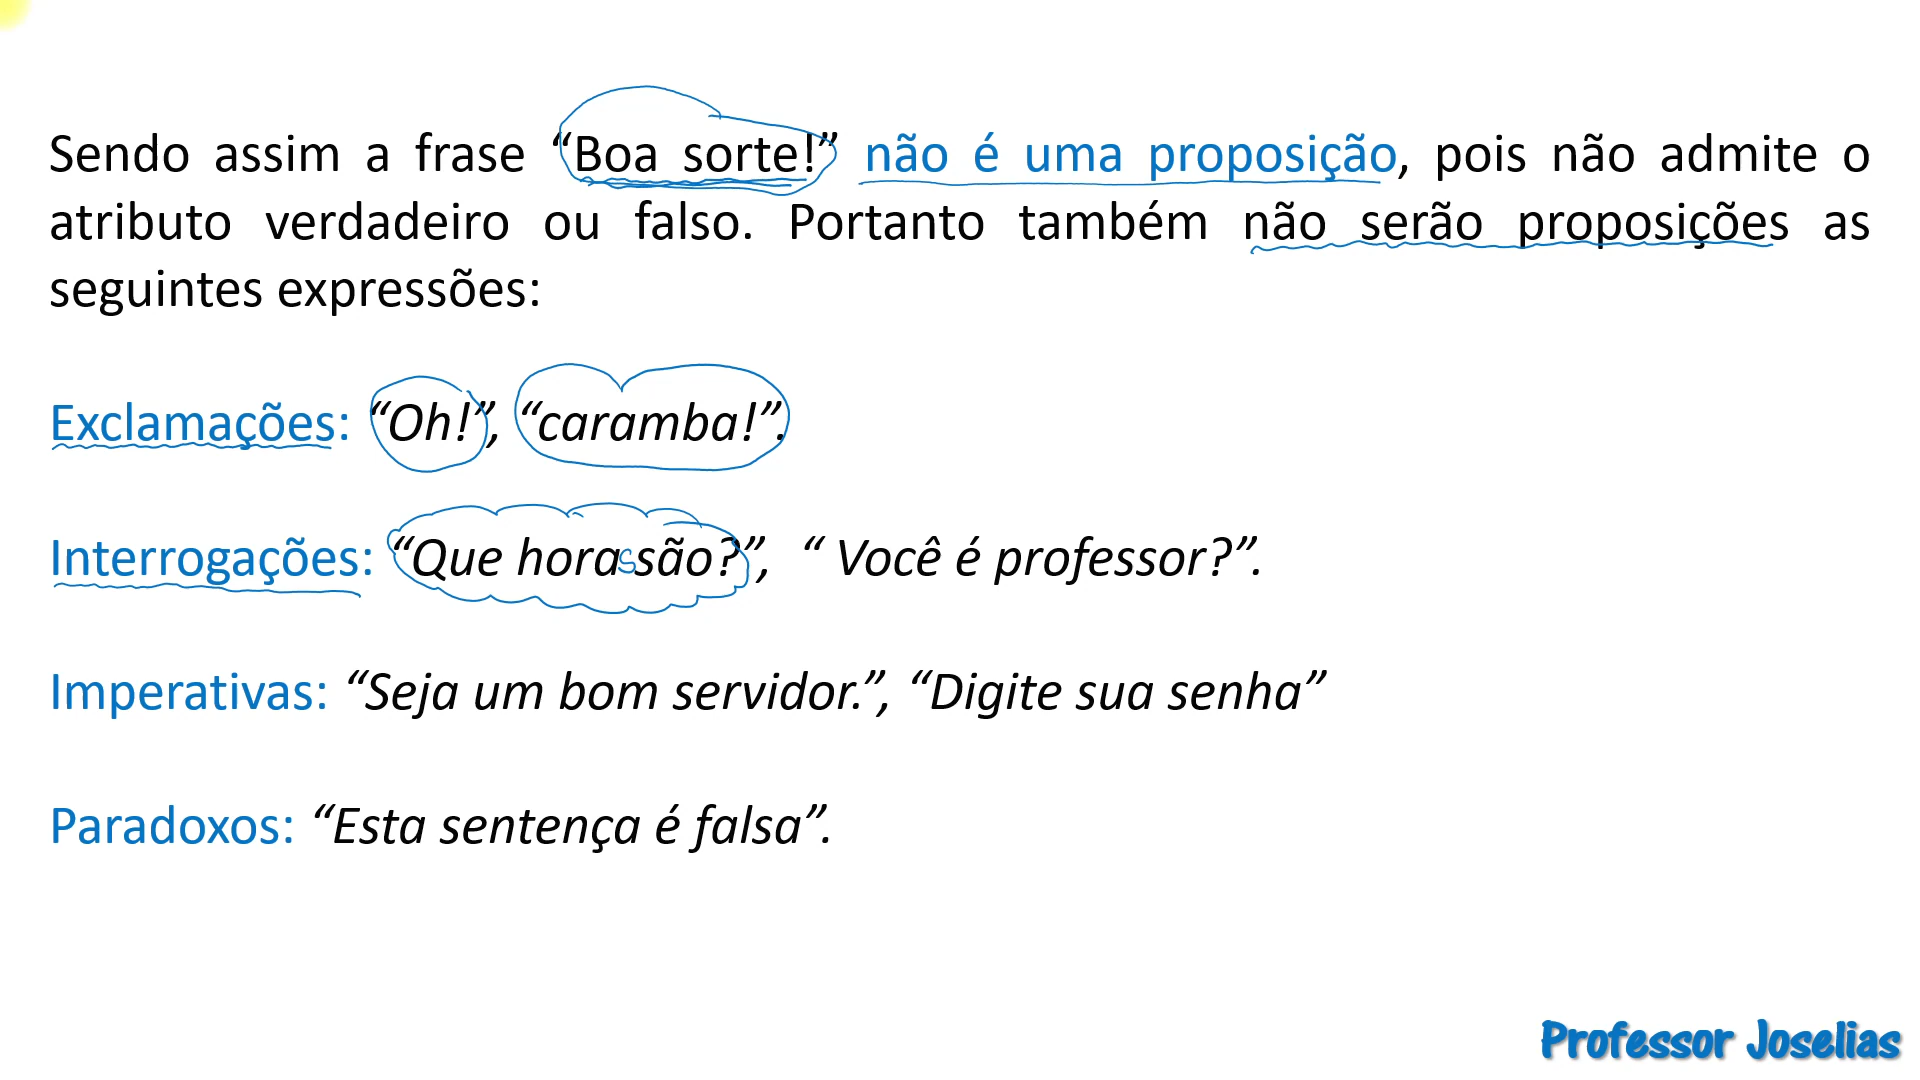 Sendo assim a frase “Boa sorte!” não é uma proposição, pois não admite o
atributo verdadeiro ou falso. Portanto também não serão proposições as
seguintes expressões:
Exclamações: “Oh!”, “caramba!”.
Interrogações: “Que horas são?”, “ Você é professor?”.
Imperativas: “Seja um bom servidor.”, “Digite sua senha”
Paradoxos: “Esta sentença é falsa”.
Professor Joselias